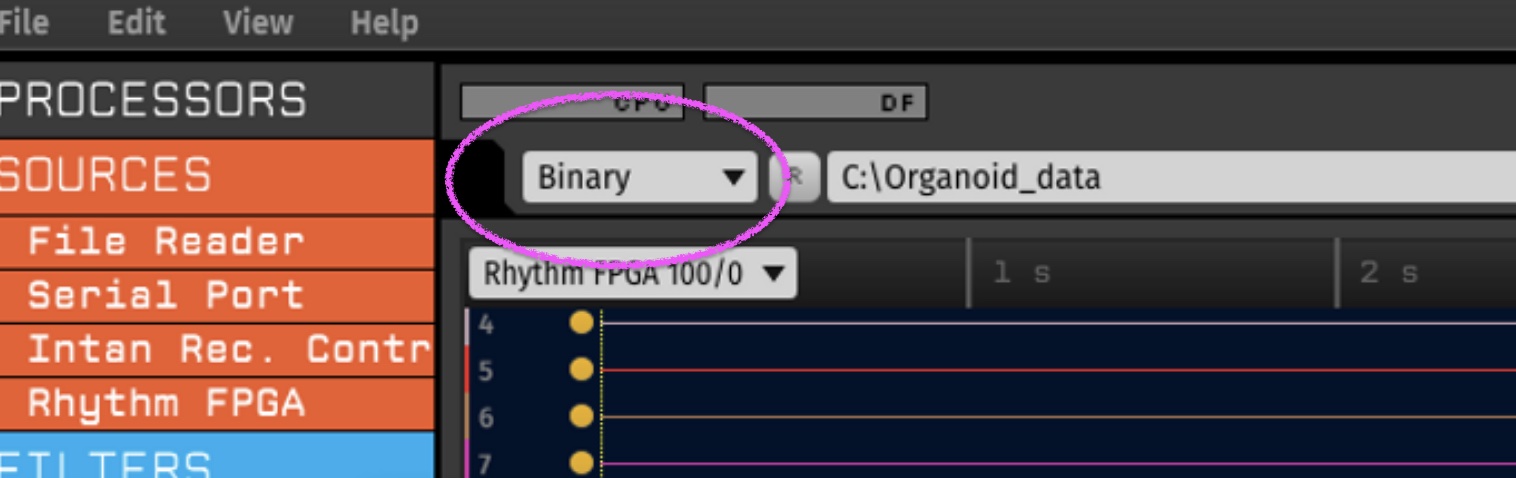 File Edit View Help
PROCESSORS
CPU DF
SOURCES
Binary R C:\Organoid_data
File Reader
Rhythm FPGA 100/0 1 s 2 s
Serial Port
4
Intan Rec. Contr
5
Rhythm FPGA
6
FILTERS
7